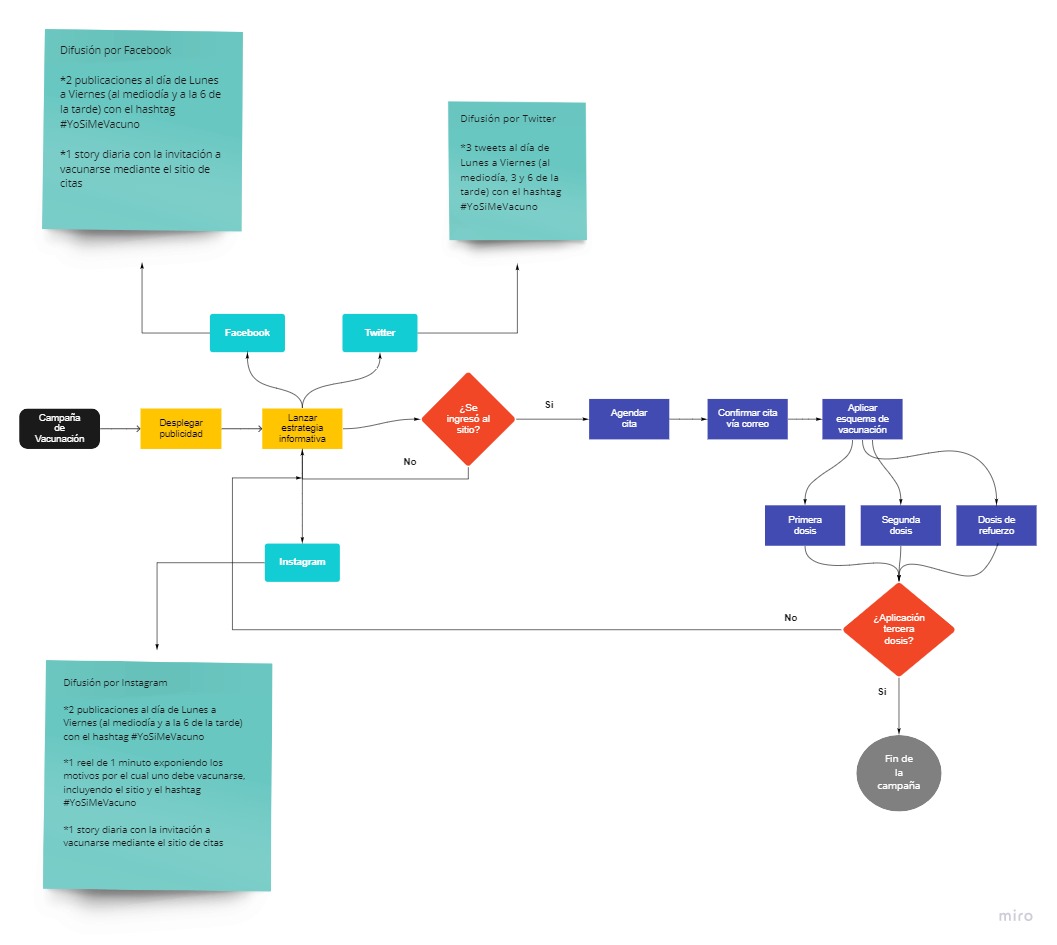 Difusión por Facebook
*2 publicaciones al día de Lunes
a Viernes (al mediodía y a la 6 de
la tarde) con el hashtag
#YoSiMeVacuno
*1 story diaria con la invitación a
vacunarse mediante el sitio de
citas
Difusión por Twitter
*3 tweets al día de
Lunes a Viernes (al
mediodía, 3 y 6 de la
tarde) con el hashtag
#YoSiMeVacuno
Facebook
Twitter
Campaña
de
Vacunación
Desplegar
publicidad
Lanzar
estrategia
informativa
¿Se
ingresó al
sitio?
Si
No
Agendar
cita
Confirmar cita
vía correo
Aplicar
esquema de
vacunación
Primera
dosis
Segunda
dosis
Dosis de
refuerzo
Instagram
¿Aplicación
tercera
dosis?
No
Si
Fin de
la
campaña
Difusión por Instagram
*2 publicaciones al día de Lunes a
Viernes (al mediodía y a la 6 de la tarde)
con el hashtag #YoSiMeVacuno
*1 reel de 1 minuto exponiendo los
motivos por el cual uno debe vacunarse,
incluyendo el sitio y el hashtag
#YoSiMeVacuno
*1 story diaria con la invitación a
vacunarse mediante el sitio de citas
miro